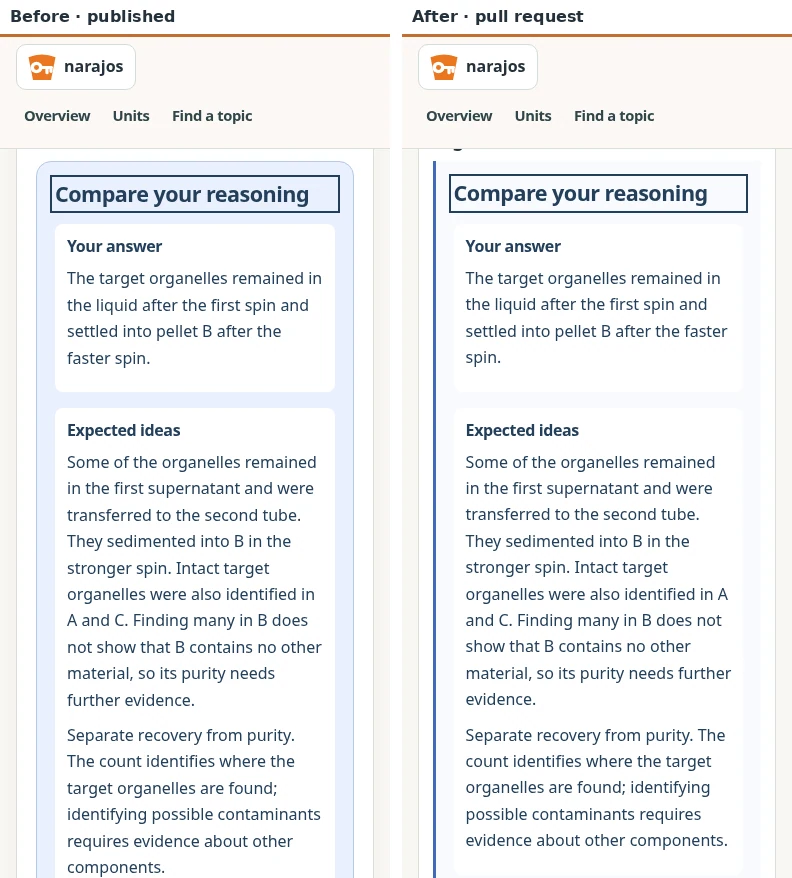 Before · published
narajos
Overview Units Find a topic
Compare your reasoning
Your answer
The target organelles remained in
the liquid after the first spin and
settled into pellet B after the
faster spin.
Expected ideas
Some of the organelles remained
in the first supernatant and were
transferred to the second tube.
They sedimented into B in the
stronger spin. Intact target
organelles were also identified in
A and C. Finding many in B does
not show that B contains no other
material, so its purity needs
further evidence.
Separate recovery from purity.
The count identifies where the
target organelles are found;
identifying possible contaminants
requires evidence about other
components.
After · pull request
narajos
Overview Units Find a topic
Compare your reasoning
Your answer
The target organelles remained in
the liquid after the first spin and
settled into pellet B after the faster
spin.
Expected ideas
Some of the organelles remained
in the first supernatant and were
transferred to the second tube.
They sedimented into B in the
stronger spin. Intact target
organelles were also identified in A
and C. Finding many in B does not
show that B contains no other
material, so its purity needs further
evidence.
Separate recovery from purity. The
count identifies where the target
organelles are found; identifying
possible contaminants requires
evidence about other components.